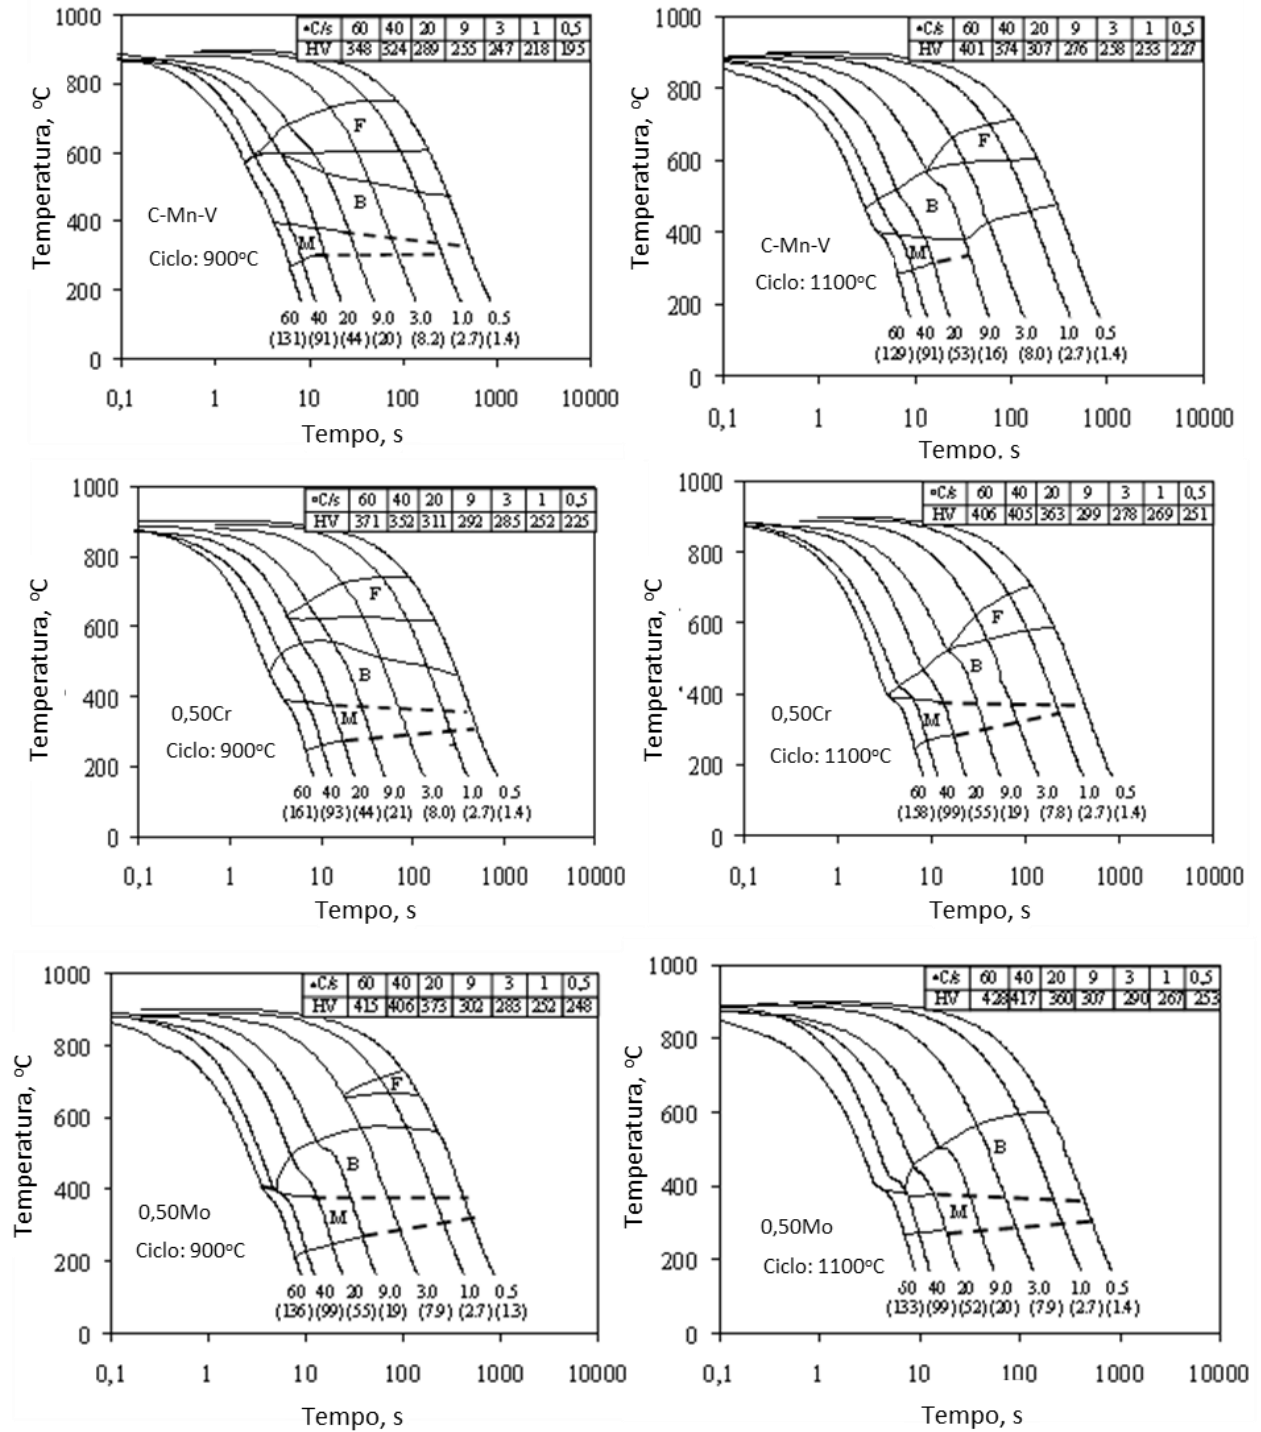 1000
°C/s 60 40 20 9 3 1 0,5
HV 348 324 289 255 247 218 195
800
600
400
200
0
Temperatura, ºC
F
B
M
C-Mn-V
Ciclo: 900ºC
60 40 20 9.0 3.0 1.0 0.5
(131) (91) (44) (20) (8.2) (2.7) (1.4)
0,1 1 10 100 1000 10000
Tempo, s
1000
°C/s 60 40 20 9 3 1 0,5
HV 401 374 307 276 258 233 227
800
600
400
200
0
Temperatura, ºC
F
B
M
C-Mn-V
Ciclo: 1100ºC
60 40 20 9.0 3.0 1.0 0.5
(129) (91) (53) (16) (8.0) (2.7) (1.4)
0,1 1 10 100 1000 10000
Tempo, s
1000
°C/s 60 40 20 9 3 1 0,5
HV 371 352 311 292 285 252 225
800
600
400
200
0
Temperatura, ºC
F
B
M
0,50Cr
Ciclo: 900ºC
60 40 20 9.0 3.0 1.0 0.5
(161) (93) (44) (21) (8.0) (2.7) (1.4)
0,1 1 10 100 1000 10000
Tempo, s
1000
°C/s 60 40 20 9 3 1 0,5
HV 406 405 363 299 278 269 251
800
600
400
200
0
Temperatura, ºC
F
B
M
0,50Cr
Ciclo: 1100ºC
60 40 20 9.0 3.0 1.0 0.5
(158) (99) (55) (19) (7.8) (2.7) (1.4)
0,1 1 10 100 1000 10000
Tempo, s
1000
°C/s 60 40 20 9 3 1 0,5
HV 415 406 373 302 283 252 248
800
600
400
200
0
Temperatura, ºC
F
B
M
0,50Mo
Ciclo: 900ºC
60 40 20 9.0 3.0 1.0 0.5
(136) (99) (55) (19) (7.9) (2.7) (1.3)
0,1 1 10 100 1000 10000
Tempo, s
1000
°C/s 60 40 20 9 3 1 0,5
HV 428 417 360 307 290 267 253
800
600
400
200
0
Temperatura, ºC
B
M
0,50Mo
Ciclo: 1100ºC
60 40 20 9.0 3.0 1.0 0.5
(133) (99) (52) (20) (7.9) (2.7) (1.4)
0,1 1 10 100 1000 10000
Tempo, s